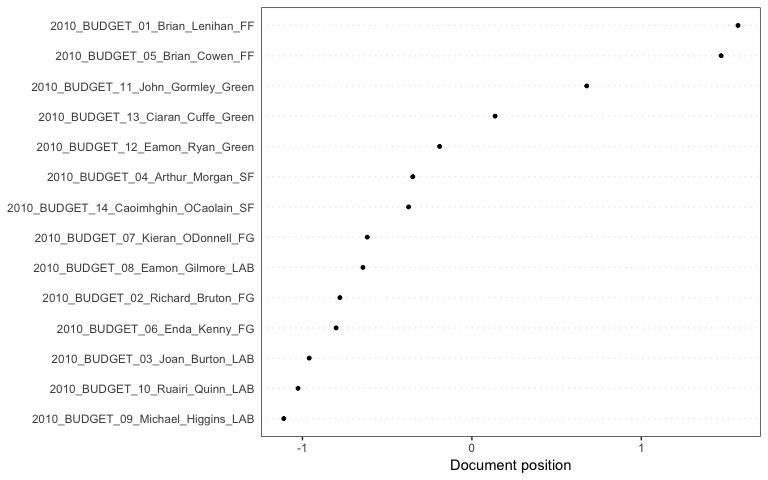 2010_BUDGET_01_Brian_Lenihan_FF
2010_BUDGET_05_Brian_Cowen_FF
2010_BUDGET_11_John_Gormley_Green
2010_BUDGET_13_Ciaran_Cuffe_Green
2010_BUDGET_12_Eamon_Ryan_Green
2010_BUDGET_04_Arthur_Morgan_SF
2010_BUDGET_14_Caoimhghin_OCaolain_SF
2010_BUDGET_07_Kieran_ODonnell_FG
2010_BUDGET_08_Eamon_Gilmore_LAB
2010_BUDGET_02_Richard_Bruton_FG
2010_BUDGET_06_Enda_Kenny_FG
2010_BUDGET_03_Joan_Burton_LAB
2010_BUDGET_10_Ruairi_Quinn_LAB
2010_BUDGET_09_Michael_Higgins_LAB
-1 0 1
Document position